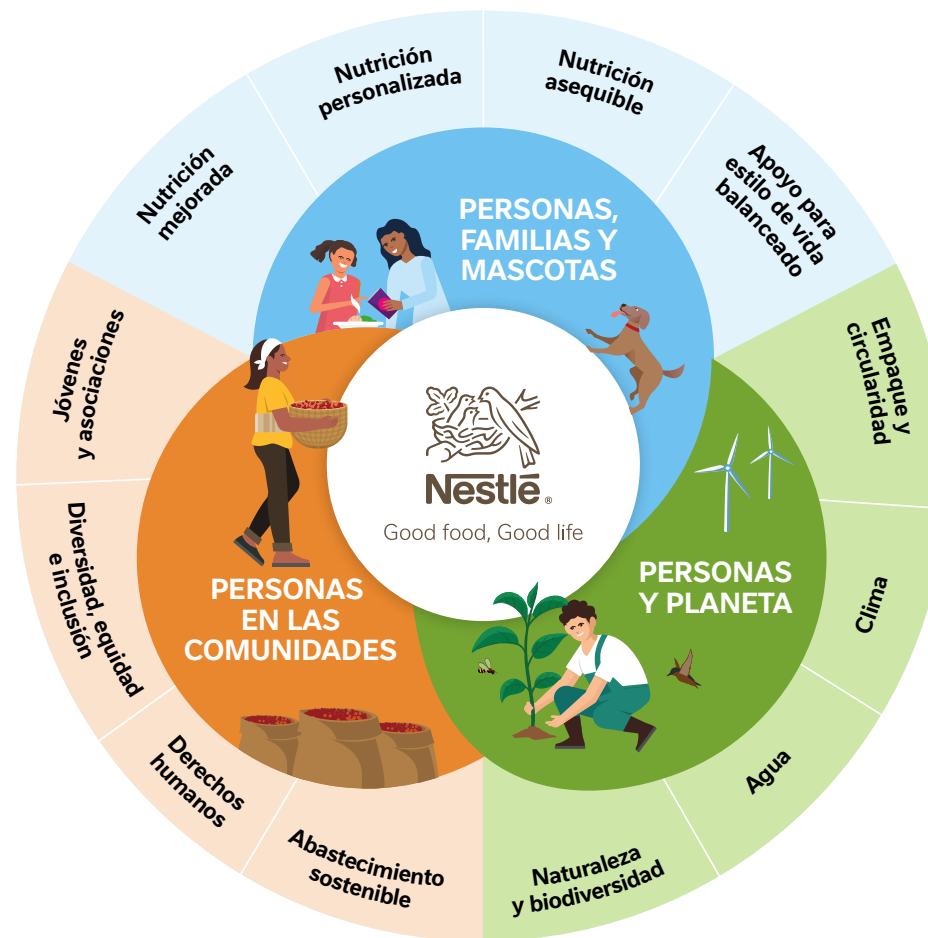 Nutrición
personalizada
Nutrición
asequible
Apoyo para
estilo de vida
balanceado
Empaque y
circularidad
Clima
Agua
Naturaleza
y biodiversidad
Abastecimiento
sostenible
Derechos
humanos
Diversidad, equidad
e inclusión
Jóvenes
y asociaciones
Nutrición
mejorada
PERSONAS,
FAMILIAS Y
MASCOTAS
PERSONAS
Y PLANETA
PERSONAS
EN LAS
COMUNIDADES
Nestlé®
Good food, Good life